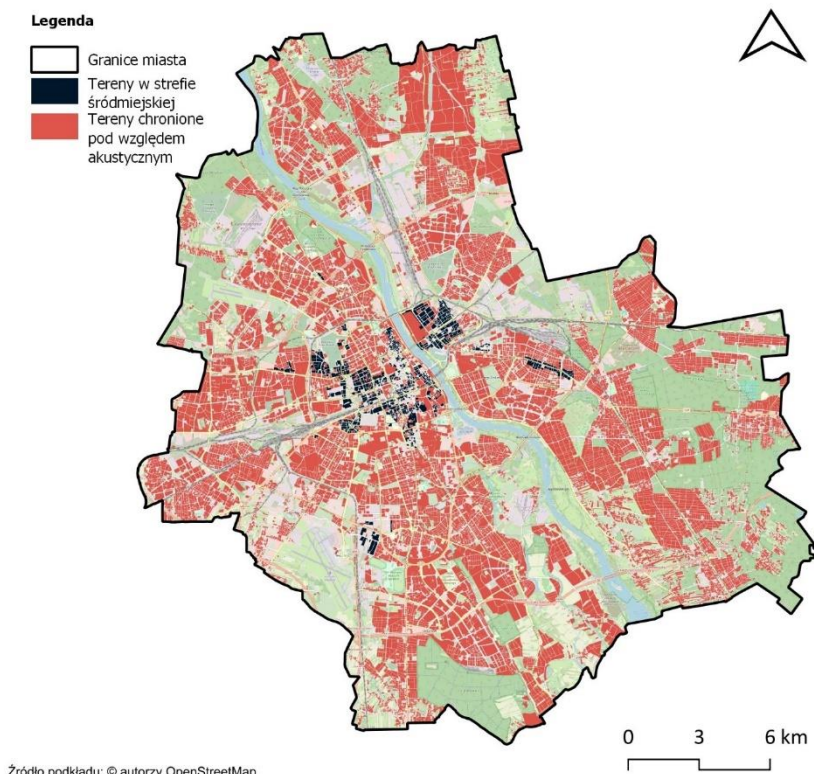 Legenda
Granice miasta
Tereny w strefie
śródmiejskiej
Tereny chronione
pod względem
akustycznym
0 3 6 km
Źródło podkładu: © autorzy OpenStreetMap